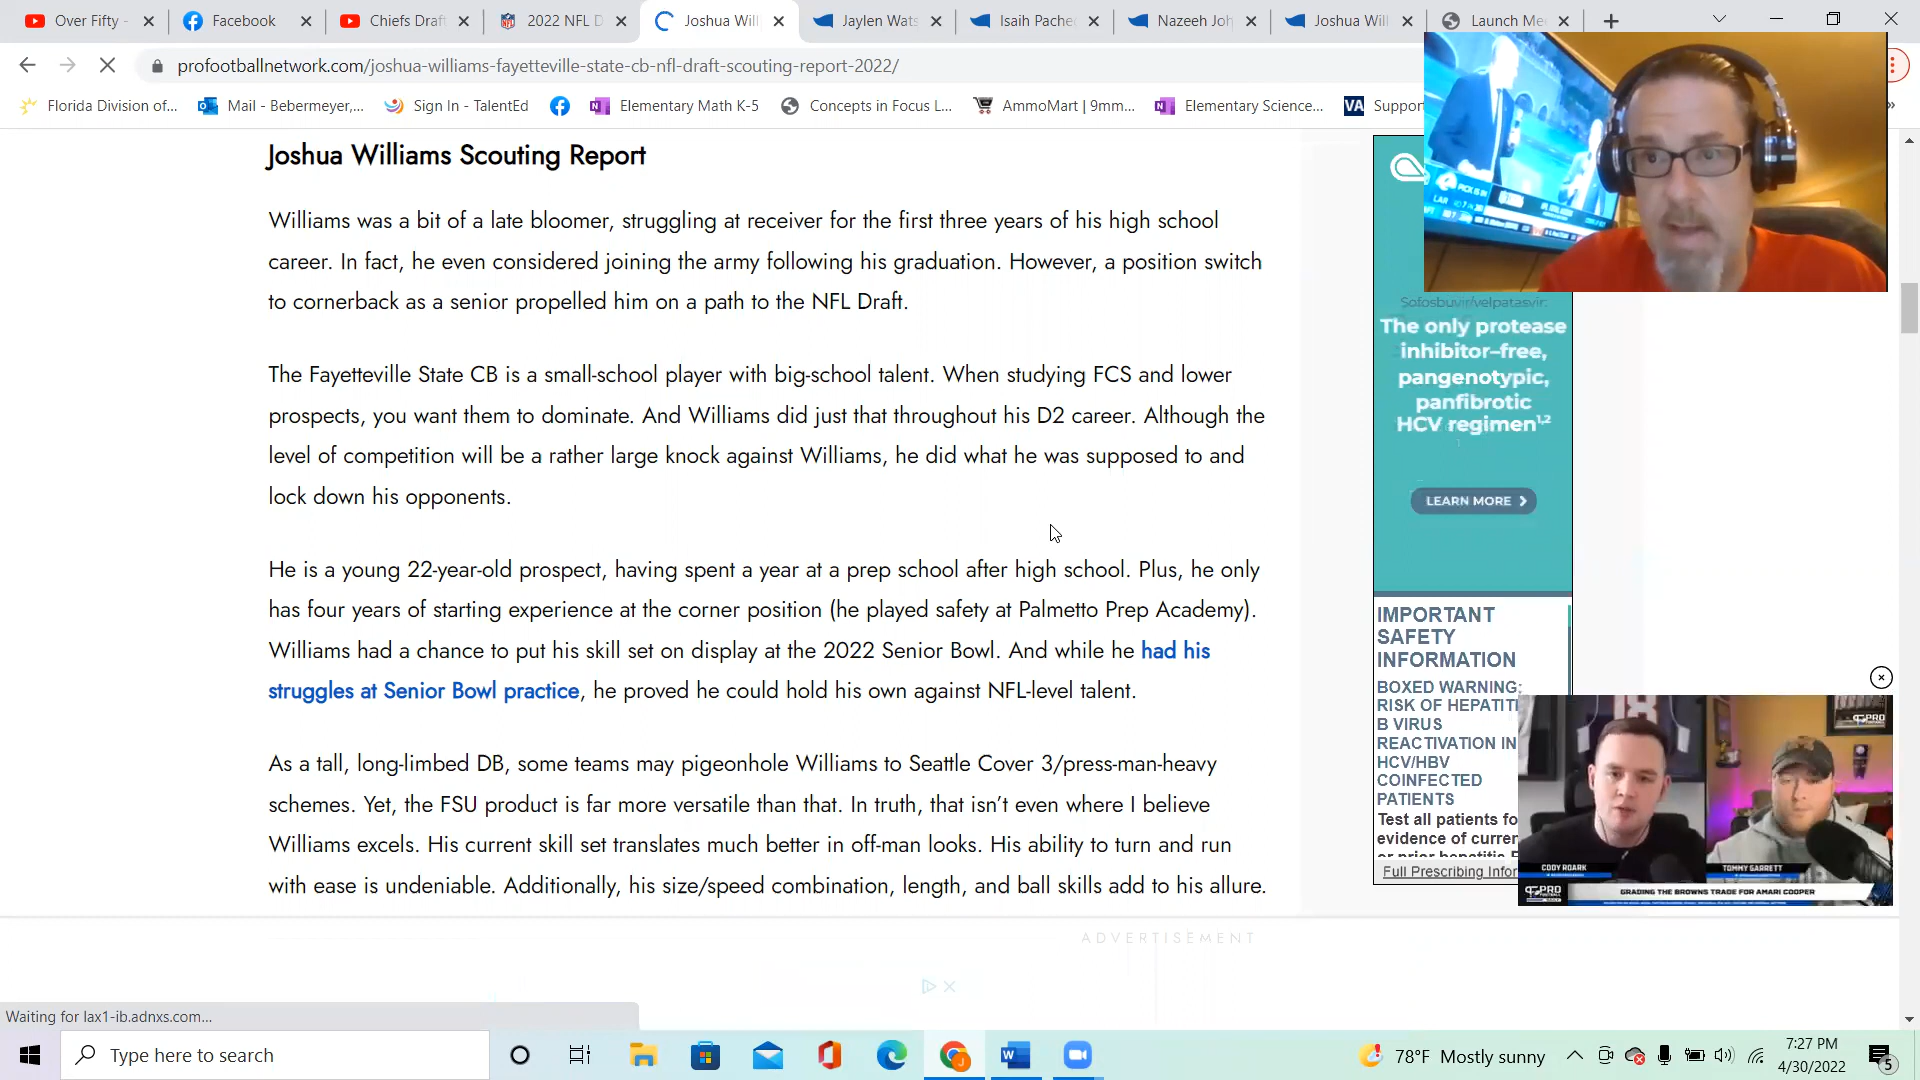 Over Fifty -
Facebook
Chiefs Draf
2022 NFL D
Joshua Will
Jaylen Wats
Isaih Pache
Nazeeh Joh
Joshua Will
Launch Me
profootballnetwork.com/joshua-williams-fayetteville-state-cb-nfl-draft-scouting-report-2022/
Florida Division of...
Mail - Bebermeyer,...
Sign In - TalentEd
Elementary Math K-5
Concepts in Focus L...
AmmoMart | 9mm...
Elementary Science...
VA
Support
»
Joshua Williams Scouting Report
Williams was a bit of a late bloomer, struggling at receiver for the first three years of his high school
career. In fact, he even considered joining the army following his graduation. However, a position switch
to cornerback as a senior propelled him on a path to the NFL Draft.
The Fayetteville State CB is a small-school player with big-school talent. When studying FCS and lower
prospects, you want them to dominate. And Williams did just that throughout his D2 career. Although the
level of competition will be a rather large knock against Williams, he did what he was supposed to and
lock down his opponents.
He is a young 22-year-old prospect, having spent a year at a prep school after high school. Plus, he only
has four years of starting experience at the corner position (he played safety at Palmetto Prep Academy).
Williams had a chance to put his skill set on display at the 2022 Senior Bowl. And while he had his
struggles at Senior Bowl practice, he proved he could hold his own against NFL-level talent.
As a tall, long-limbed DB, some teams may pigeonhole Williams to Seattle Cover 3/press-man-heavy
schemes. Yet, the FSU product is far more versatile than that. In truth, that isn't even where I believe
Williams excels. His current skill set translates much better in off-man looks. His ability to turn and run
with ease is undeniable. Additionally, his size/speed combination, length, and ball skills add to his allure.
PICK IS IN
LAR
Sofosbuvir/velpatasvir:
The only protease
inhibitor–free,
pangenotypic,
panfibrotic
HCV regimen1,2
LEARN MORE
IMPORTANT
SAFETY
INFORMATION
BOXED WARNING:
RISK OF HEPATITI
B VIRUS
REACTIVATION IN
HCV/HBV
COINFECTED
PATIENTS
Test all patients fo
evidence of curren
or prior hepatitis
Full Prescribing Infor
PRO
CODY ROARK
TOMMY GARRETT
PRO
GRADING THE BROWNS TRADE FOR AMARI COOPER
ADVERTISEMENT
Waiting for lax1-ib.adnxs.com...
Type here to search
78°F Mostly sunny
7:27 PM
4/30/2022
5